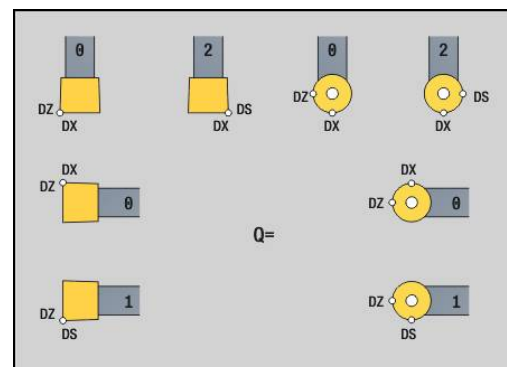 0 2 0 2
DZ DS DZ DS
DX DX DX DX
DX DX
DZ 0 DZ 0
Q=
1 1
DZ DZ
DS DS